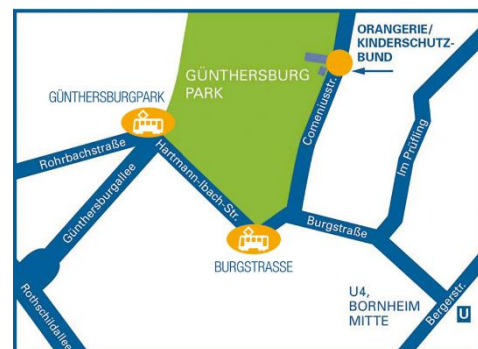 ORANGERIE/
KINDERSCHUTZ-
BUND
GÜNTHERSBURG
PARK
GÜNTHERSBURGPARK
Rohrbachstraße
Günthersburgallee
Hartmann-Ibach-Str.
Comeniusstr.
Im Prüfling
Burgstraße
BURGSTRASSE
U4,
BORNHEIM
MITTE
Bergerstr.
U
Rothschildallee